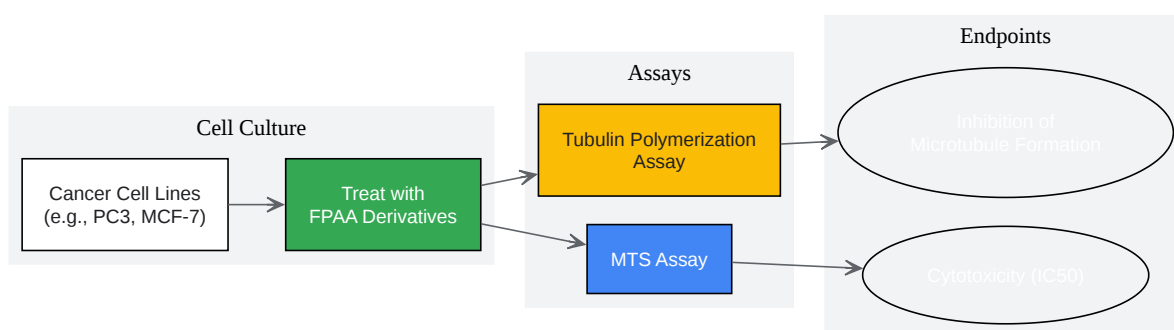 Cell Culture
Cancer Cell Lines
(e.g., PC3, MCF-7)
Treat with
FPAA Derivatives
Assays
Tubulin Polymerization
Assay
MTS Assay
Endpoints
Inhibition of
Microtubule Formation
Cytotoxicity (IC50)